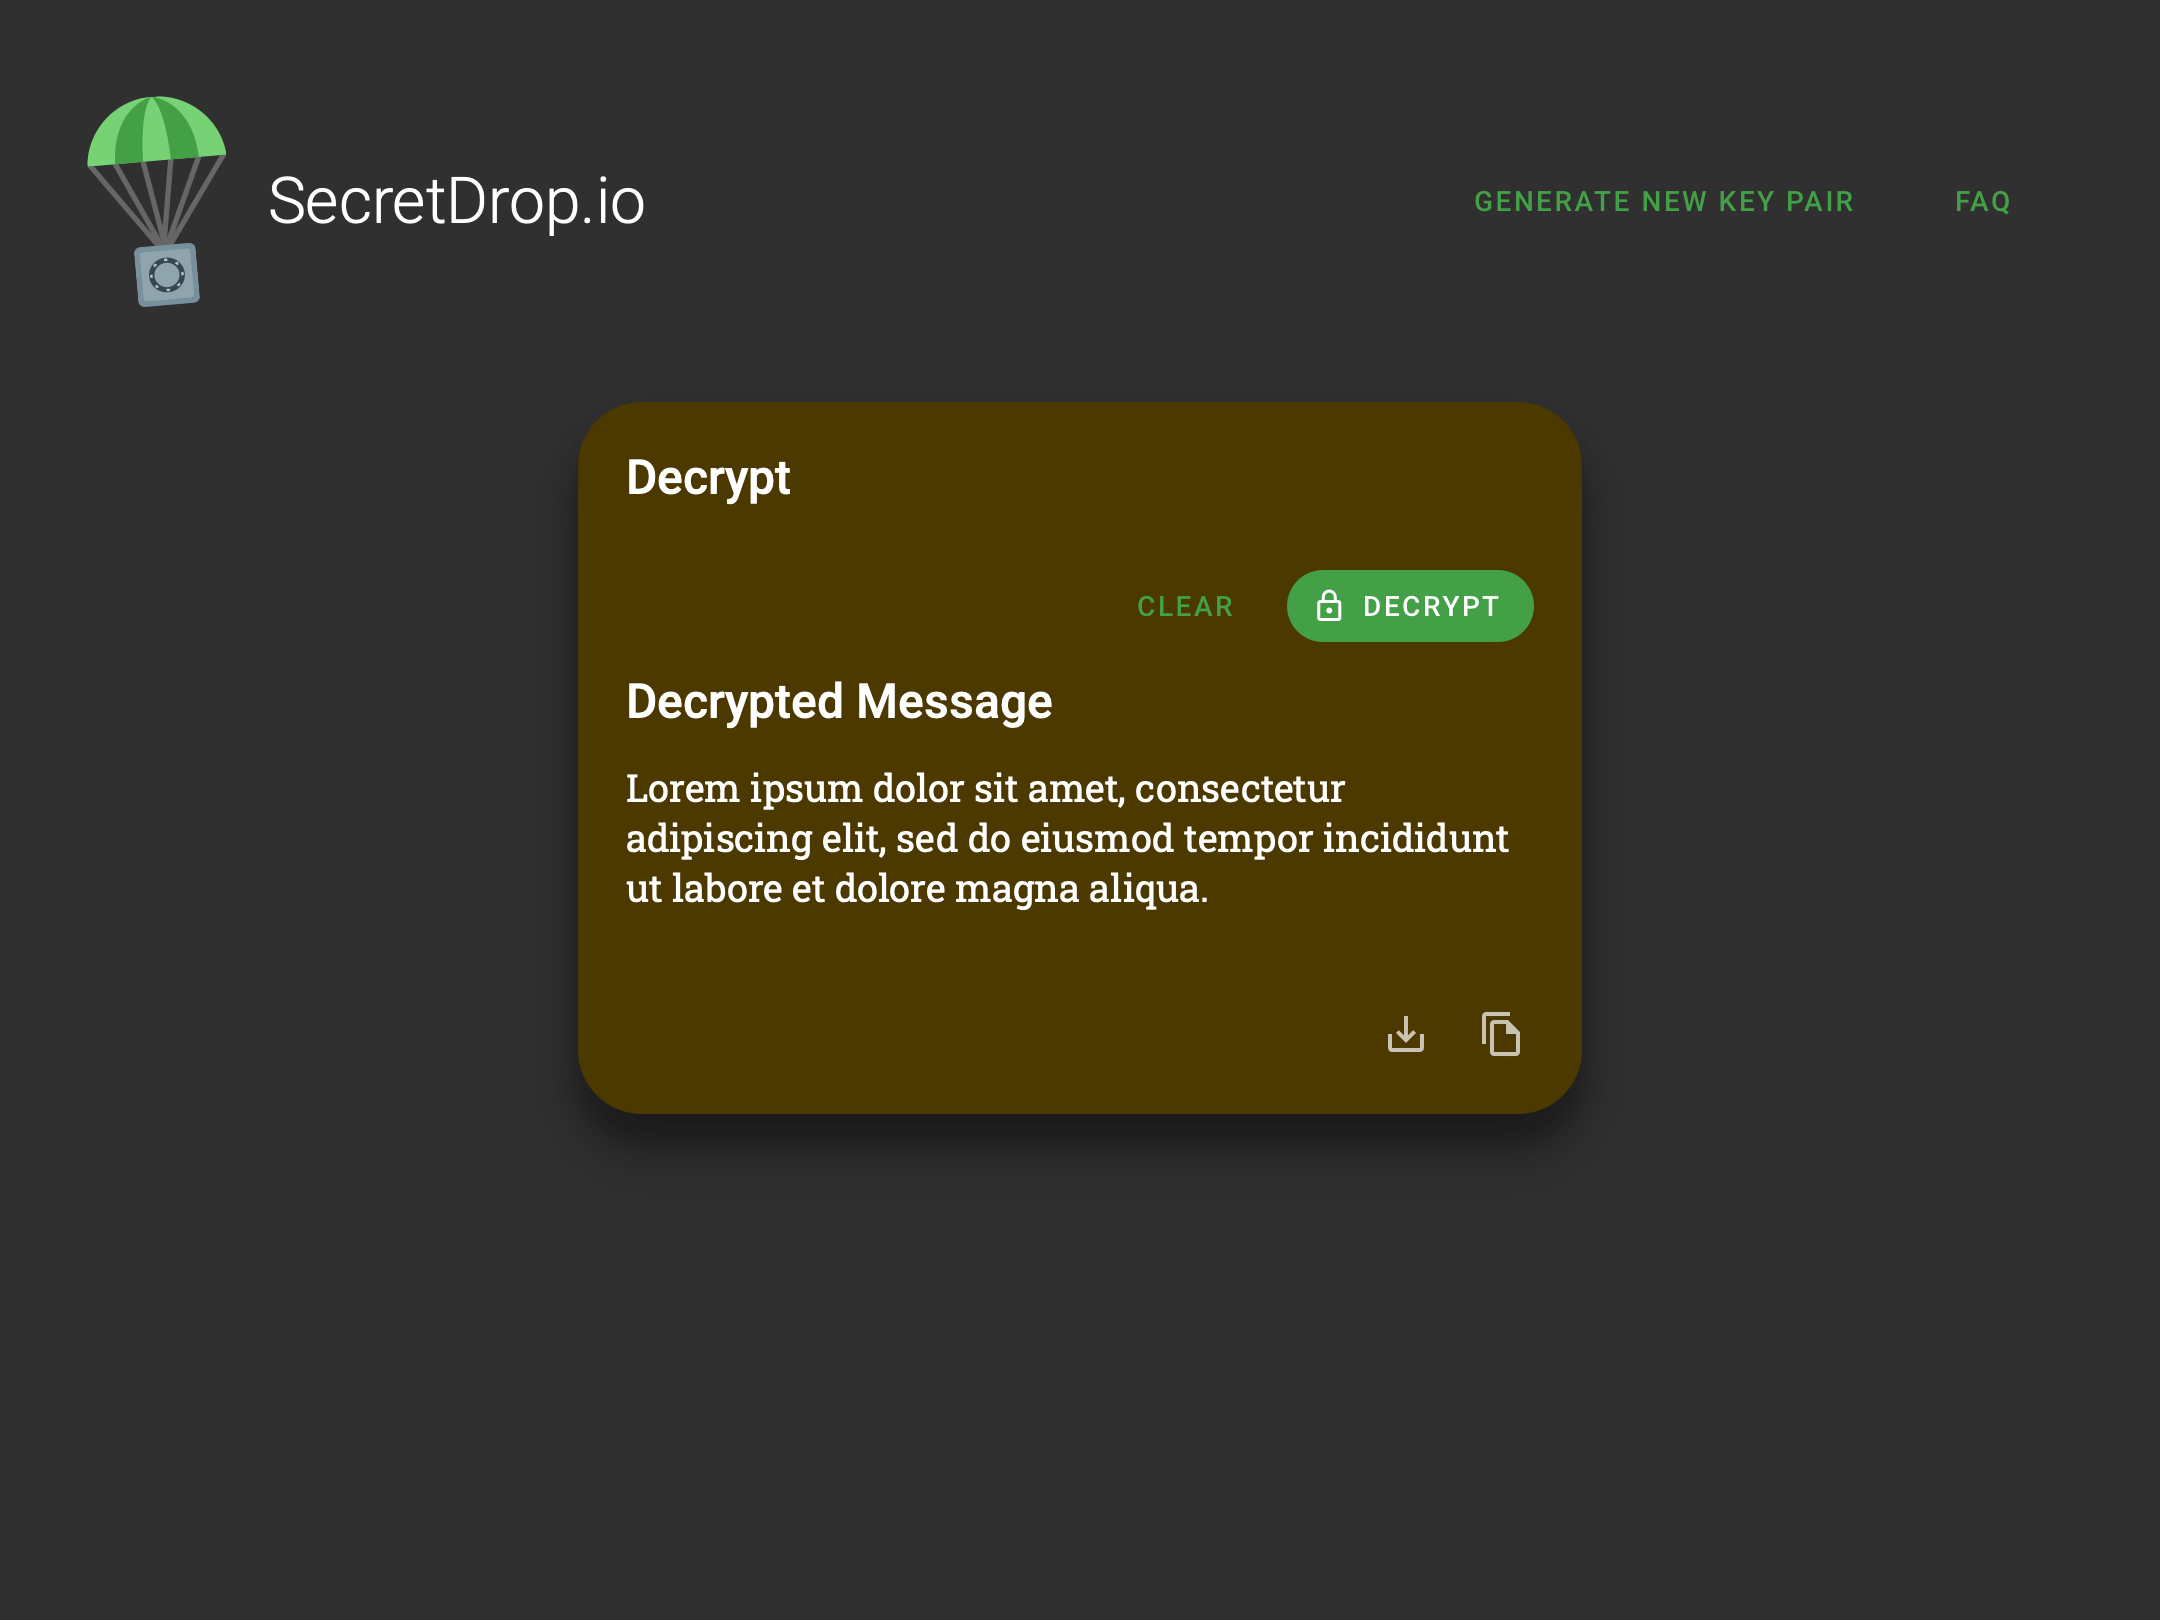 SecretDrop.io
GENERATE NEW KEY PAIR
FAQ
Decrypt
CLEAR
DECRYPT
Decrypted Message
Lorem ipsum dolor sit amet, consectetur
adipiscing elit, sed do eiusmod tempor incididunt
ut labore et dolore magna aliqua.